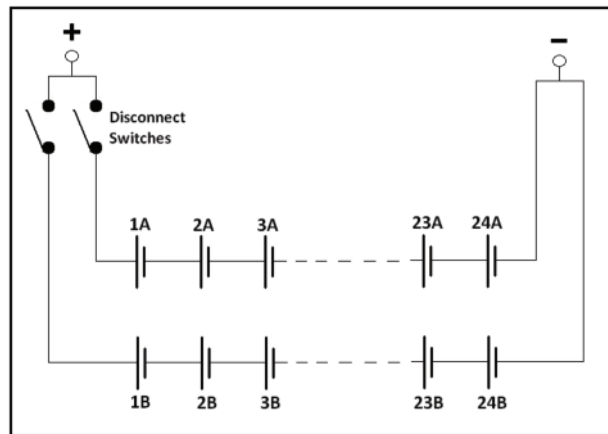 +
−
Disconnect
Switches
1A 2A 3A 23A 24A
1B 2B 3B 23B 24B